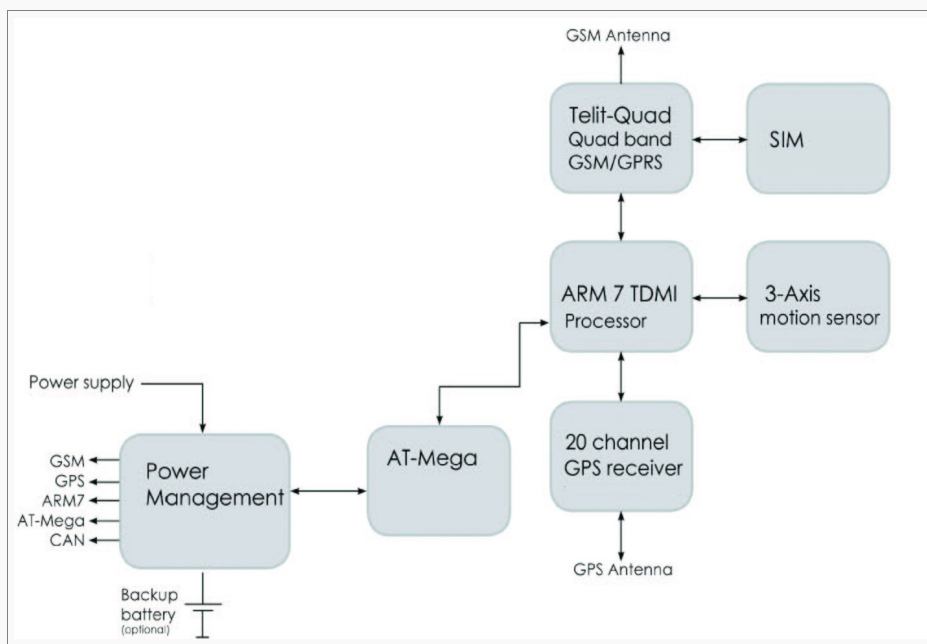 GSM Antenna
Telit-Quad
Quad band
GSM/GPRS
SIM
ARM 7 TDMI
Processor
3-Axis
motion sensor
Power supply
GSM
GPS
ARM7
AT-Mega
CAN
Power
Management
AT-Mega
20 channel
GPS receiver
GPS Antenna
Backup
battery
(optional)